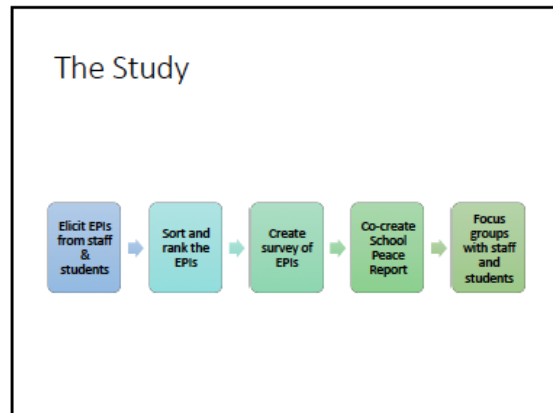 The Study
Elicit EPIs
from staff
&
students
Sort and
rank the
EPIs
Create
survey of
EPIs
Co-create
School
Peace
Report
Focus
groups
with staff
and
students